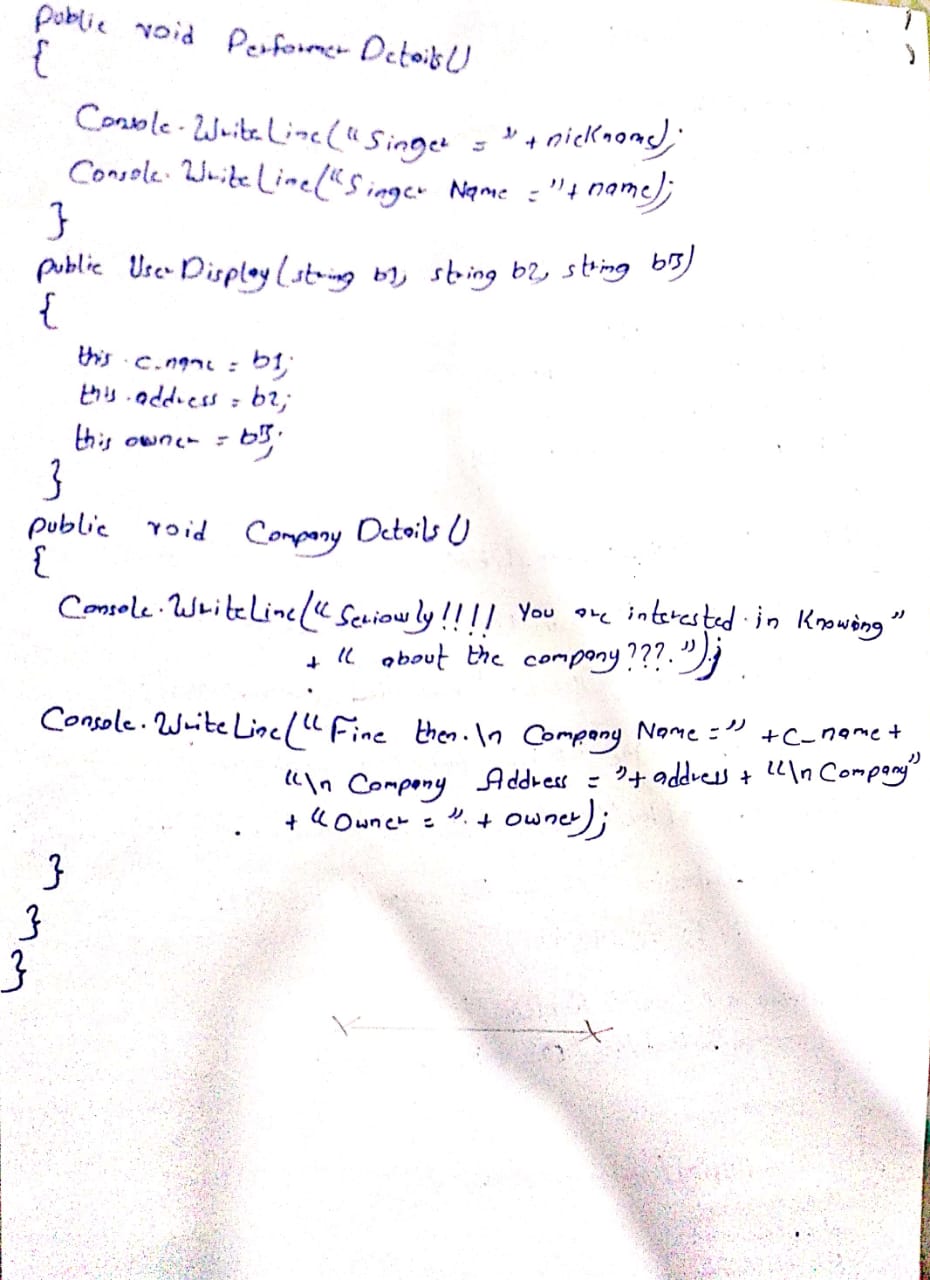 public void PerformerDetails()
{
Console.WriteLine("Singer = " + nickname);
Console.WriteLine("Singer Name = "+ name);
}
public UserDisplay(string b1, string b2, string b3)
{
this.c_name = b1;
this.address = b2;
this owner = b3;
}
public void CompanyDetails()
{
Console.WriteLine("Seriously!!!! You are interested in Knowing"
+ " about the company???.");
Console.WriteLine("Fine then.\n Company Name =" +c_name+
"\n Company Address = "+ address + "\n Company"
+ "Owner = ". + owner);
}
}
}